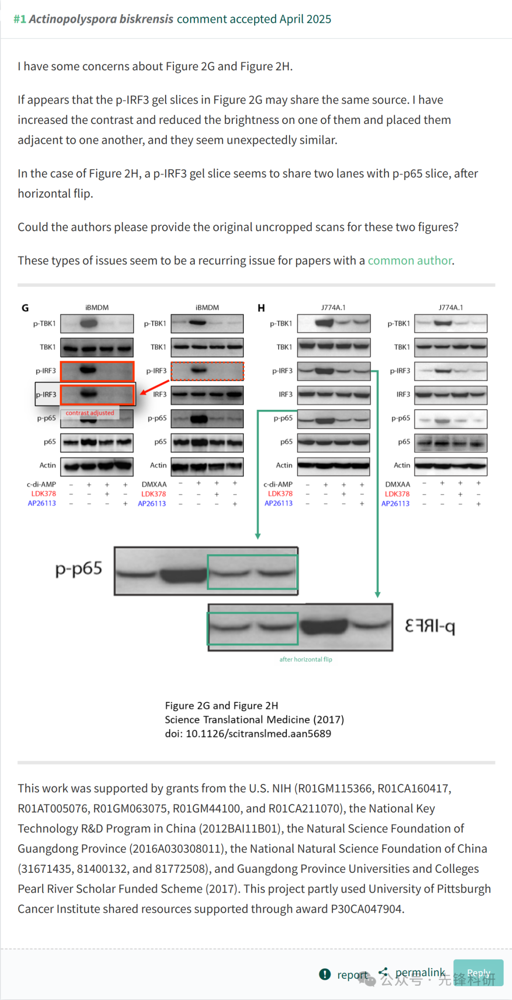 #1 Actinopolyspora biskrensis comment accepted April 2025
I have some concerns about Figure 2G and Figure 2H.
If appears that the p-IRF3 gel slices in Figure 2G may share the same source. I have
increased the contrast and reduced the brightness on one of them and placed them
adjacent to one another, and they seem unexpectedly similar.
In the case of Figure 2H, a p-IRF3 gel slice seems to share two lanes with p-p65 slice, after
horizontal flip.
Could the authors please provide the original uncropped scans for these two figures?
These types of issues seem to be a recurring issue for papers with a common author.
G iBMDM iBMDM H J774A.1 J774A.1
p-TBK1 p-TBK1 p-TBK1 p-TBK1
TBK1 TBK1 TBK1 TBK1
p-IRF3 p-IRF3 p-IRF3 p-IRF3
p-IRF3 IRF3 IRF3 IRF3
contrast adjusted
p-p65 p-p65 p-p65 p-p65
p65 p65 p65 p65
Actin Actin Actin Actin
c-di-AMP − + + + DMXAA − + + + c-di-AMP − + + + DMXAA − + + +
LDK378 − − + − LDK378 − − + − LDK378 − − + − LDK378 − − + −
AP26113 − − − + AP26113 − − − + AP26113 − − − + AP26113 − − − +
p-p65
p-IRF3
after horizontal flip
Figure 2G and Figure 2H
Science Translational Medicine (2017)
doi: 10.1126/scitranslmed.aan5689
This work was supported by grants from the U.S. NIH (R01GM115366, R01CA160417,
R01AT005076, R01GM063075, R01GM44100, and R01CA211070), the National Key
Technology R&D Program in China (2012BAI11B01), the Natural Science Foundation of
Guangdong Province (2016A030308011), the National Natural Science Foundation of China
(31671435, 81400132, and 81772508), and Guangdong Province Universities and Colleges
Pearl River Scholar Funded Scheme (2017). This project partly used University of Pittsburgh
Cancer Institute shared resources supported through award P30CA047904.
report permalink Reply
公众号 · 先锋科研